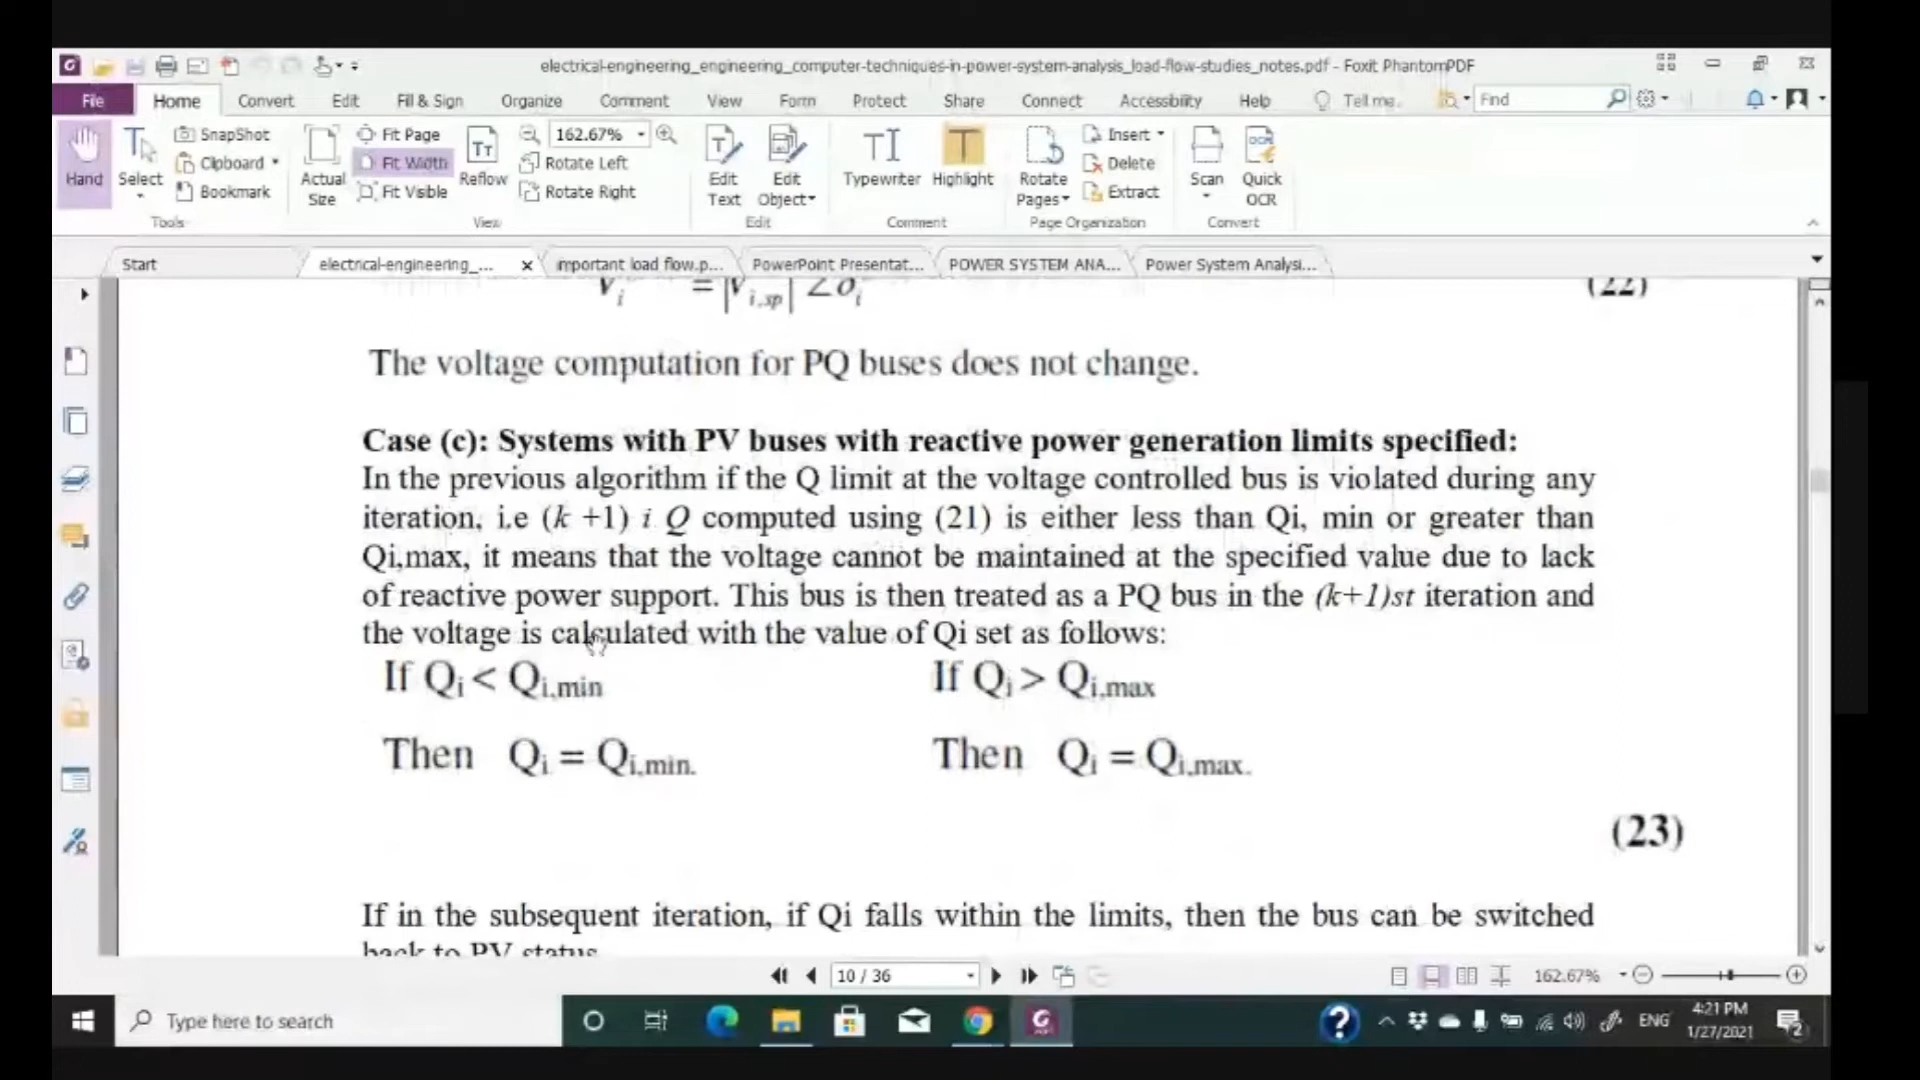 electrical-engineering_engineering_computer-techniques-in-power-system-analysis_load-flow-studies_notes.pdf - Foxit PhantomPDF
File Home Convert Edit Fill & Sign Organize Comment View Form Protect Share Connect Accessibility Help Tell me. Find
Hand
Select
SnapShot
Clipboard
Bookmark
Tools
Actual Size
Fit Page
Fit Width
Fit Visible
Reflow
162.67%
Rotate Left
Rotate Right
View
Edit Text
Edit Object
Edit
Typewriter
Highlight
Comment
Rotate Pages
Insert
Delete
Extract
Page Organization
Scan
Quick OCR
Convert
Start electrical-engineering_... important load flow.p... PowerPoint Presentat... POWER SYSTEM ANA... Power System Analysi...
V i = |V i,sp| ∠δ i (22)
The voltage computation for PQ buses does not change.
Case (c): Systems with PV buses with reactive power generation limits specified:
In the previous algorithm if the Q limit at the voltage controlled bus is violated during any
iteration, i.e (k +1) i Q computed using (21) is either less than Qi, min or greater than
Qi,max, it means that the voltage cannot be maintained at the specified value due to lack
of reactive power support. This bus is then treated as a PQ bus in the (k+1)st iteration and
the voltage is calculated with the value of Qi set as follows:
If Qi < Qi,min If Qi > Qi,max
Then Qi = Qi,min. Then Qi = Qi,max.
(23)
If in the subsequent iteration, if Qi falls within the limits, then the bus can be switched
back to PV status.
10 / 36 162.67%
Type here to search
ENG
4:21 PM
1/27/2021
2